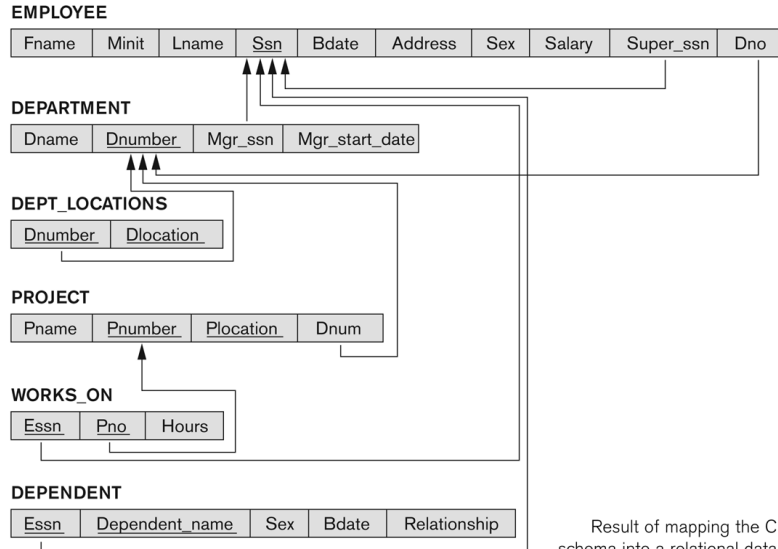 EMPLOYEE
Fname Minit Lname Ssn Bdate Address Sex Salary Super_ssn Dno
DEPARTMENT
Dname Dnumber Mgr_ssn Mgr_start_date
DEPT_LOCATIONS
Dnumber Dlocation
PROJECT
Pname Pnumber Plocation Dnum
WORKS_ON
Essn Pno Hours
DEPENDENT
Essn Dependent_name Sex Bdate Relationship
Result of mapping the C
schema into a relational data